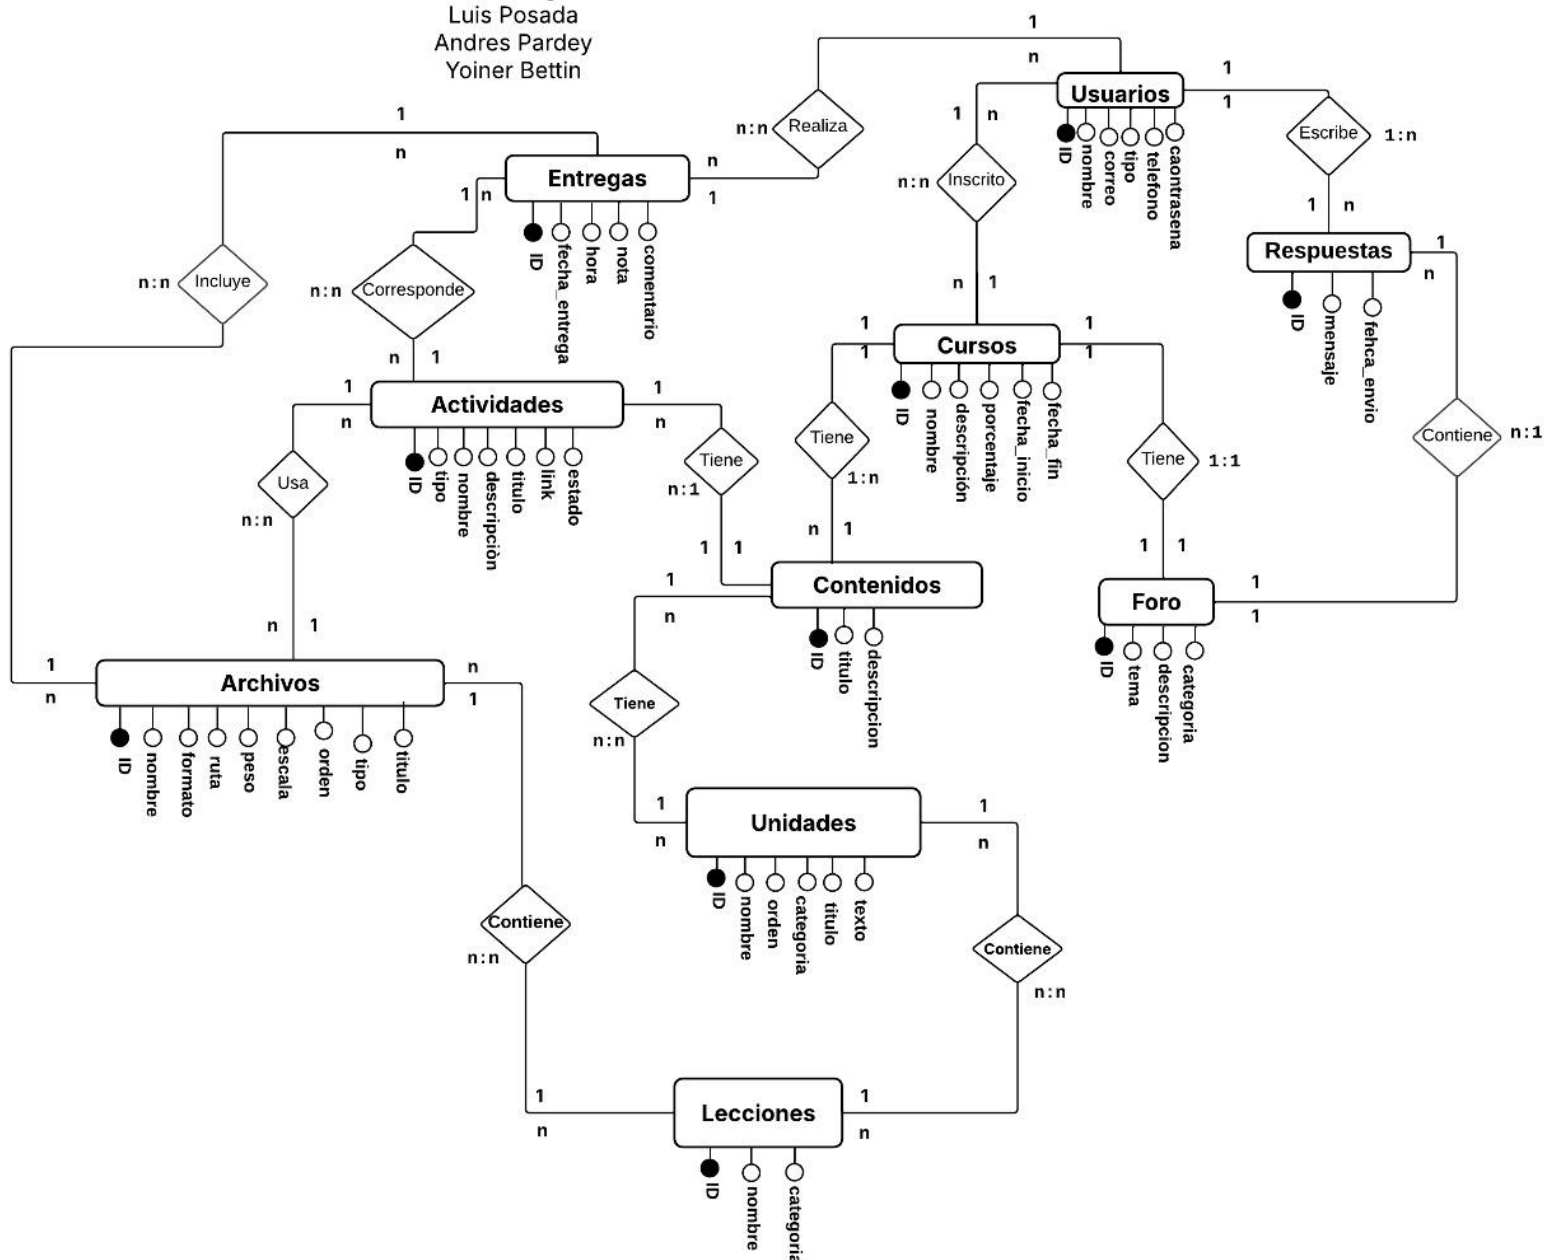 Luis Posada
Andres Pardey
Yoiner Bettin
1
n
Realiza
n:n
n
1
Usuarios
ID
nombre
correo
tipo
telefono
caontrasena
1
1
Escribe
1:n
1 n
1 n
Inscrito
n:n
n 1
1
n
Incluye
n:n
Entregas
ID
fecha_entrega
hora
nota
comentario
1 n
Corresponde
n:n
n 1
Respuestas
ID
mensaje
fehca_envio
1
n
Contiene
n:1
Cursos
ID
nombre
descripción
porcentaje
fecha_inicio
fecha_fin
1
1
Tiene
1:n
n 1
1
1
Tiene
1:1
1 1
Actividades
ID
tipo
nombre
descripciòn
titulo
link
estado
1
n
Usa
n:n
n 1
1
n
Tiene
n:1
1 1
Contenidos
ID
titulo
descripcion
1
n
Tiene
n:n
1
n
Foro
ID
tema
descripcion
categoria
1
1
1
n
Archivos
ID
nombre
formato
ruta
peso
escala
orden
tipo
titulo
n
1
Contiene
n:n
1
n
Unidades
ID
nombre
orden
categoria
titulo
texto
1
n
Contiene
n:n
1
n
Lecciones
ID
nombre
categoria